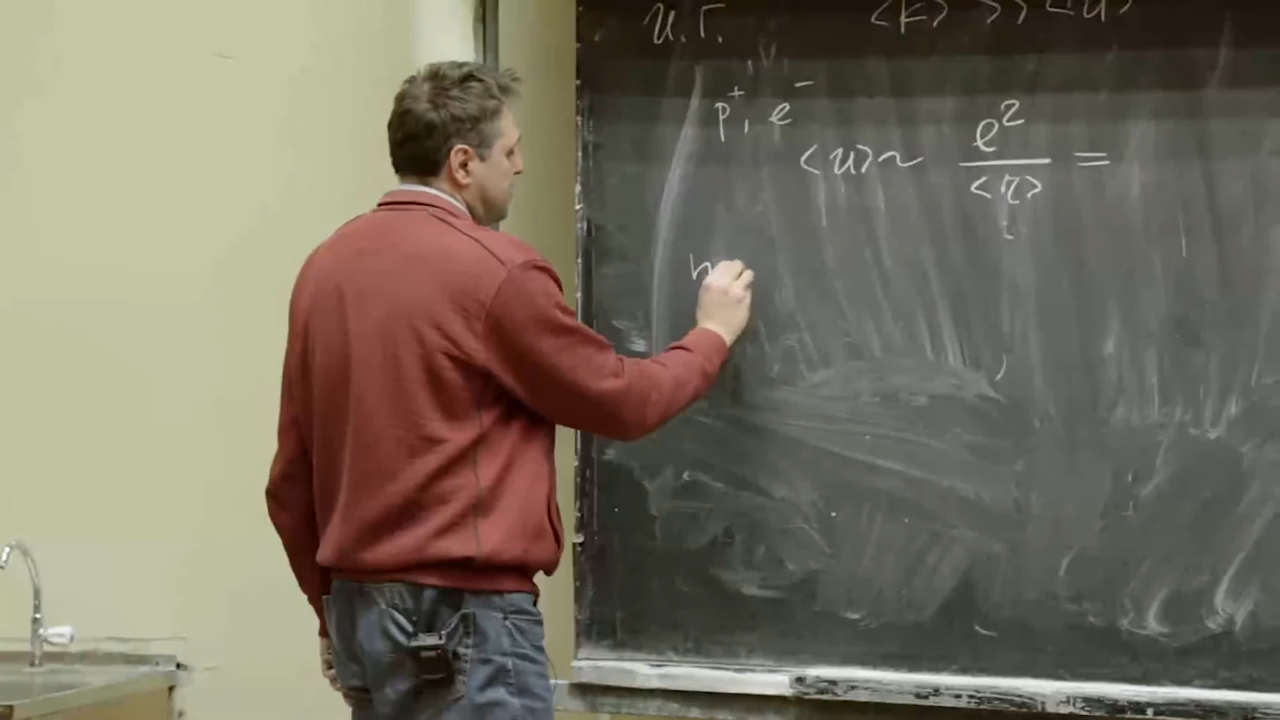 И.Г. <K> >> <U>
p⁺, e⁻
<U> ~ e² / <r> =
n